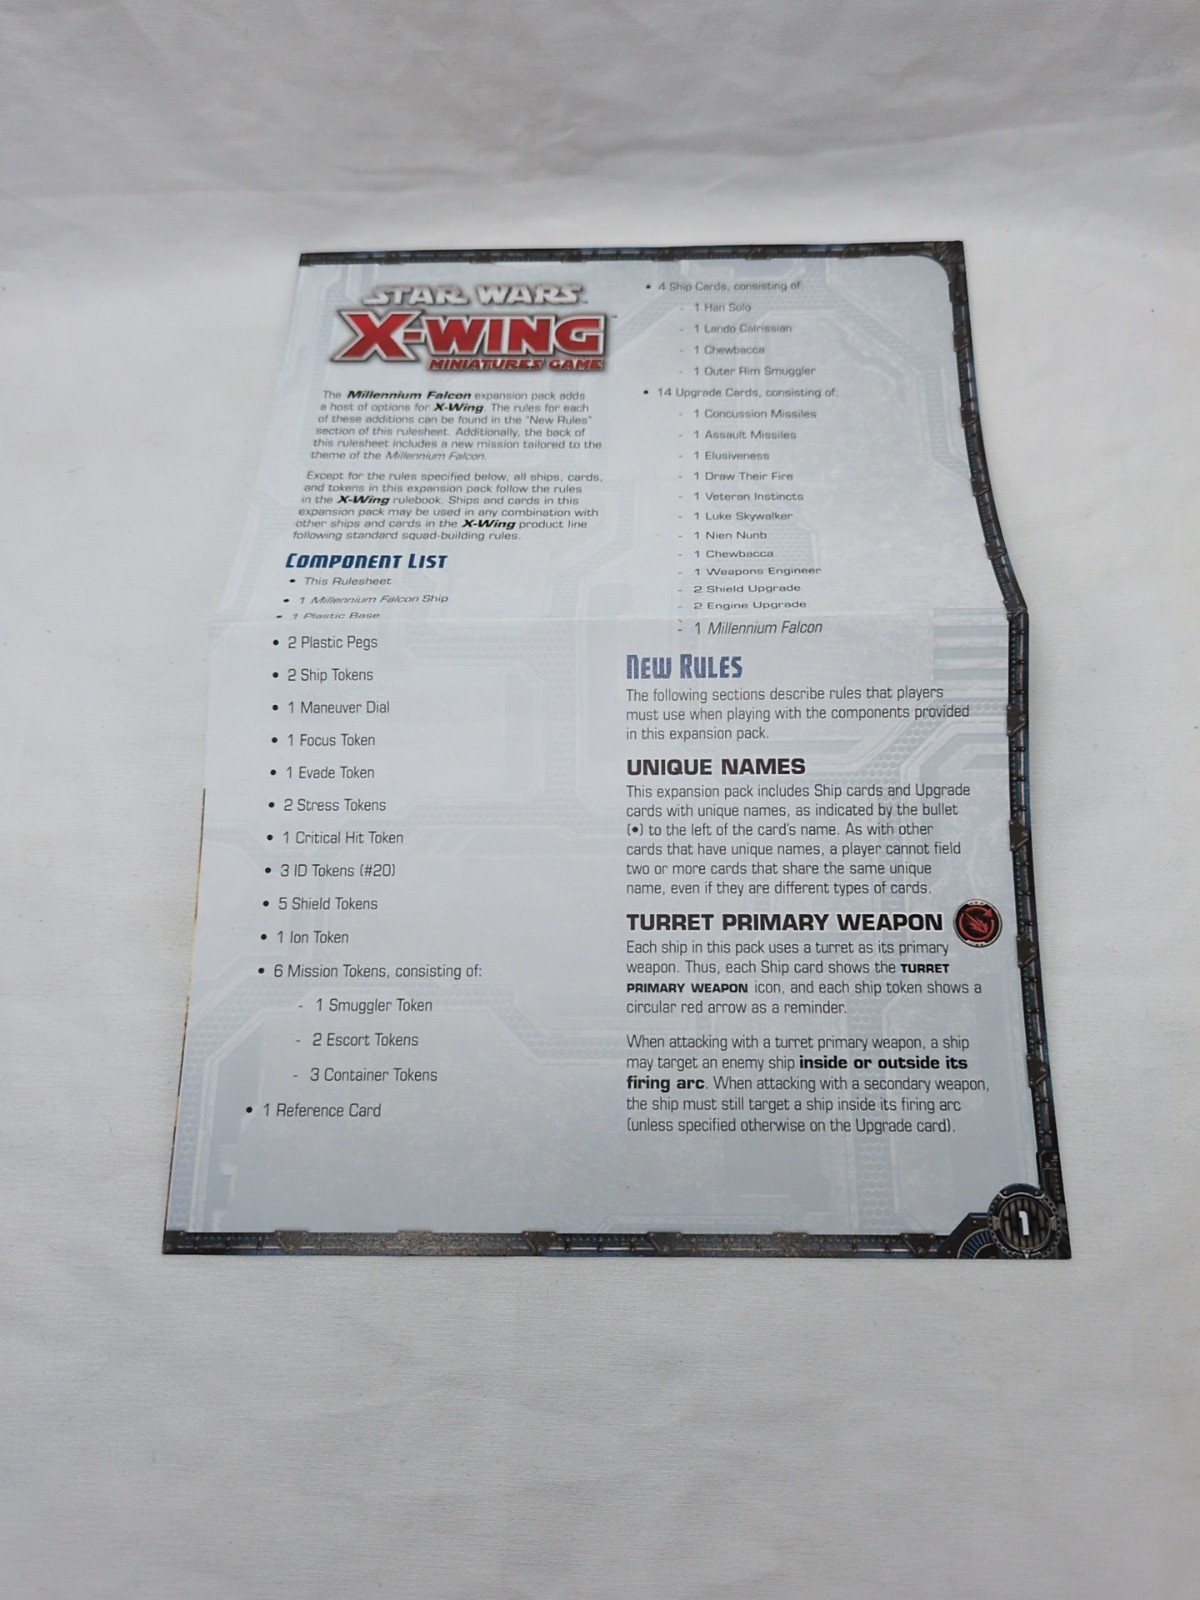 STAR WARS
X-WING
MINIATURES GAME
The Millennium Falcon expansion pack adds
a host of options for X-Wing. The rules for each
of these additions can be found in the "New Rules"
section of this rulesheet. Additionally, the back of
this rulesheet includes a new mission tailored to the
theme of the Millennium Falcon.
Except for the rules specified below, all ships, cards,
and tokens in this expansion pack follow the rules
in the X-Wing rulebook. Ships and cards in this
expansion pack may be used in any combination with
other ships and cards in the X-Wing product line
following standard squad-building rules.
COMPONENT LIST
• This Rulesheet
• 1 Millennium Falcon Ship
• 1 Plastic Base
• 2 Plastic Pegs
• 2 Ship Tokens
• 1 Maneuver Dial
• 1 Focus Token
• 1 Evade Token
• 2 Stress Tokens
• 1 Critical Hit Token
• 3 ID Tokens (#20)
• 5 Shield Tokens
• 1 Ion Token
• 6 Mission Tokens, consisting of:
- 1 Smuggler Token
- 2 Escort Tokens
- 3 Container Tokens
• 1 Reference Card
• 4 Ship Cards, consisting of
- 1 Han Solo
- 1 Lando Calrissian
- 1 Chewbacca
- 1 Outer Rim Smuggler
• 14 Upgrade Cards, consisting of:
- 1 Concussion Missiles
- 1 Assault Missiles
- 1 Elusiveness
- 1 Draw Their Fire
- 1 Veteran Instincts
- 1 Luke Skywalker
- 1 Nien Nunb
- 1 Chewbacca
- 1 Weapons Engineer
- 2 Shield Upgrade
- 2 Engine Upgrade
- 1 Millennium Falcon
NEW RULES
The following sections describe rules that players
must use when playing with the components provided
in this expansion pack.
UNIQUE NAMES
This expansion pack includes Ship cards and Upgrade
cards with unique names, as indicated by the bullet
(•) to the left of the card's name. As with other
cards that have unique names, a player cannot field
two or more cards that share the same unique
name, even if they are different types of cards.
TURRET PRIMARY WEAPON
Each ship in this pack uses a turret as its primary
weapon. Thus, each Ship card shows the TURRET
PRIMARY WEAPON icon, and each ship token shows a
circular red arrow as a reminder.
When attacking with a turret primary weapon, a ship
may target an enemy ship inside or outside its
firing arc. When attacking with a secondary weapon,
the ship must still target a ship inside its firing arc
(unless specified otherwise on the Upgrade card).
1